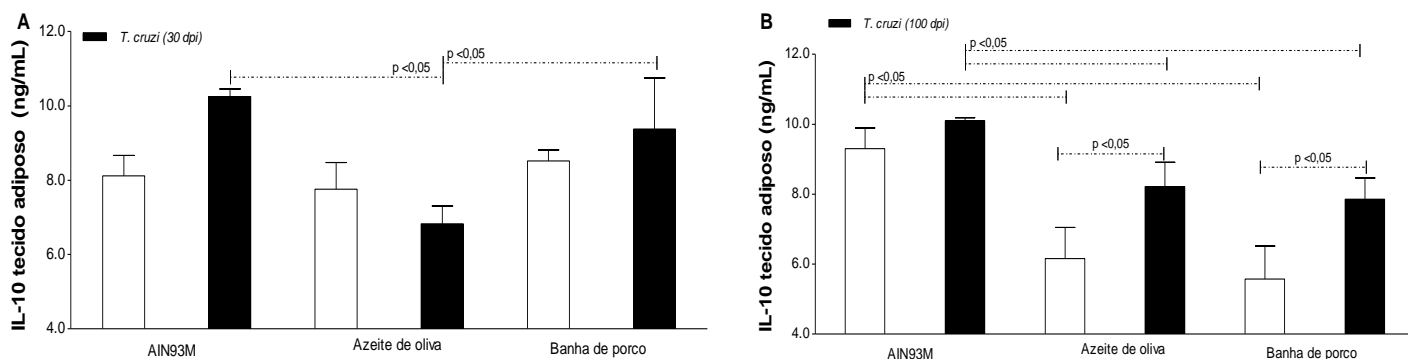 A
T. cruzi (30 dpi)
IL-10 tecido adiposo (ng/mL)
12.0
10.0
8.0
6.0
4.0
p <0,05
p <0,05
AIN93M
Azeite de oliva
Banha de porco
B
T. cruzi (100 dpi)
IL-10 tecido adiposo (ng/mL)
12.0
10.0
8.0
6.0
4.0
p <0,05
p <0,05
p <0,05
p <0,05
AIN93M
Azeite de oliva
Banha de porco